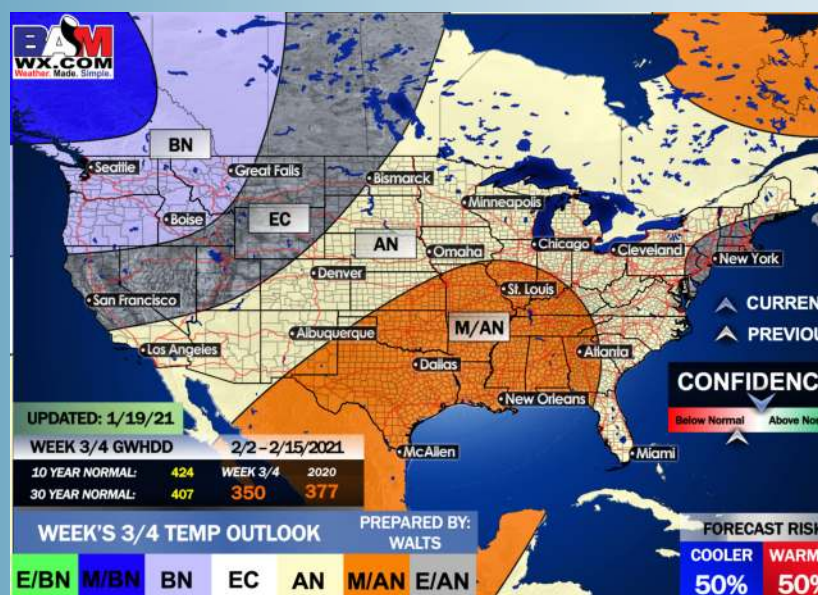 BAM
WX.COM
Weather. Made. Simple.
BN
Seattle
Great Falls
Bismarck
Boise
EC
Minneapolis
AN
Omaha
Chicago
Cleveland
New York
San Francisco
Denver
St. Louis
M/AN
Los Angeles
Albuquerque
Dallas
Atlanta
New Orleans
McAllen
Miami
CURREN
PREVIOU
CONFIDENC
Below Normal Above Nor
UPDATED: 1/19/21
WEEK 3/4 GWHDD 2/2 – 2/15/2021
10 YEAR NORMAL: 424 WEEK 3/4 2020
30 YEAR NORMAL: 407 350 377
WEEK'S 3/4 TEMP OUTLOOK
PREPARED BY:
WALTS
E/BN M/BN BN EC AN M/AN E/AN
FORECAST RISK
COOLER WARM
50% 50%